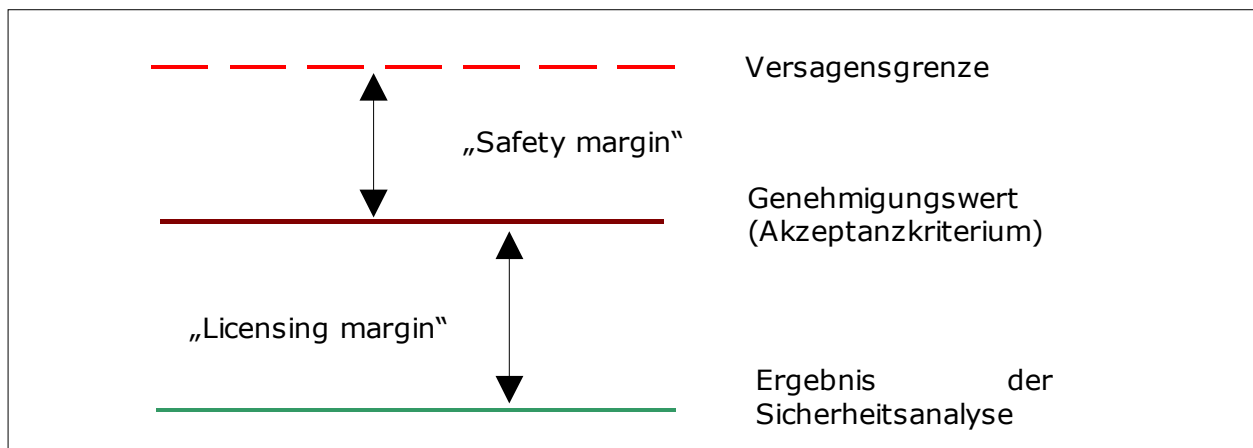 Versagensgrenze
„Safety margin“
Genehmigungswert
(Akzeptanzkriterium)
„Licensing margin“
Ergebnis der
Sicherheitsanalyse